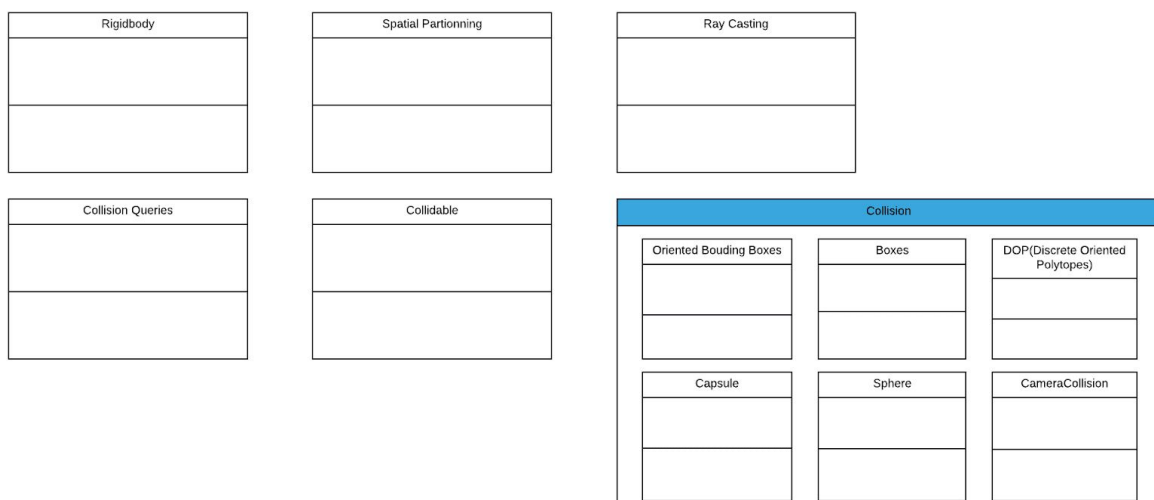 Rigidbody
Spatial Partionning
Ray Casting
Collision Queries
Collidable
Collision
Oriented Bouding Boxes
Boxes
DOP(Discrete Oriented
Polytopes)
Capsule
Sphere
CameraCollision